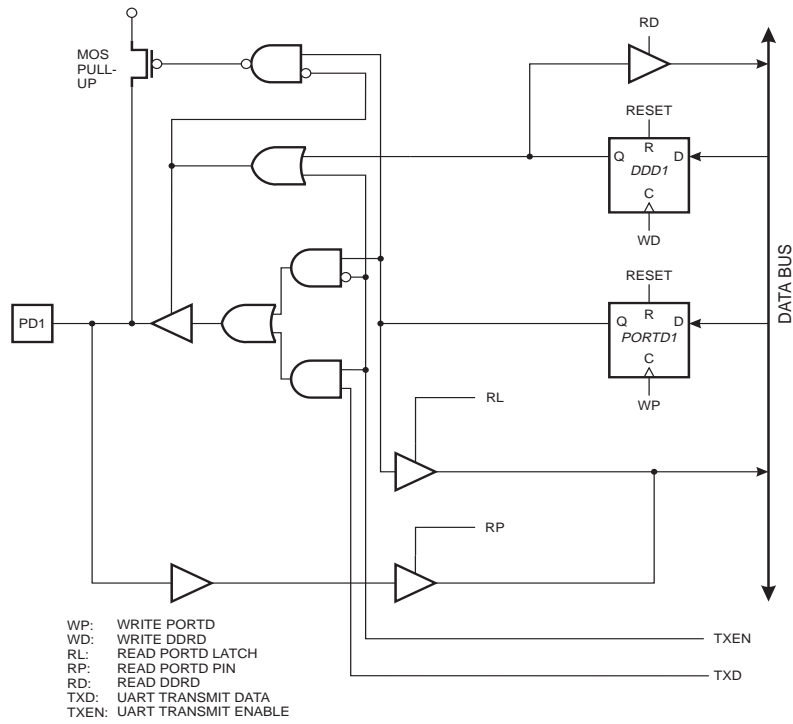 MOS
PULL-
UP
RD
RESET
R
Q
D
DDD1
C
WD
RESET
R
Q
D
PORTD1
C
WP
DATA BUS
PD1
RL
RP
TXEN
TXD
WP: WRITE PORTD
WD: WRITE DDRD
RL: READ PORTD LATCH
RP: READ PORTD PIN
RD: READ DDRD
TXD: UART TRANSMIT DATA
TXEN: UART TRANSMIT ENABLE